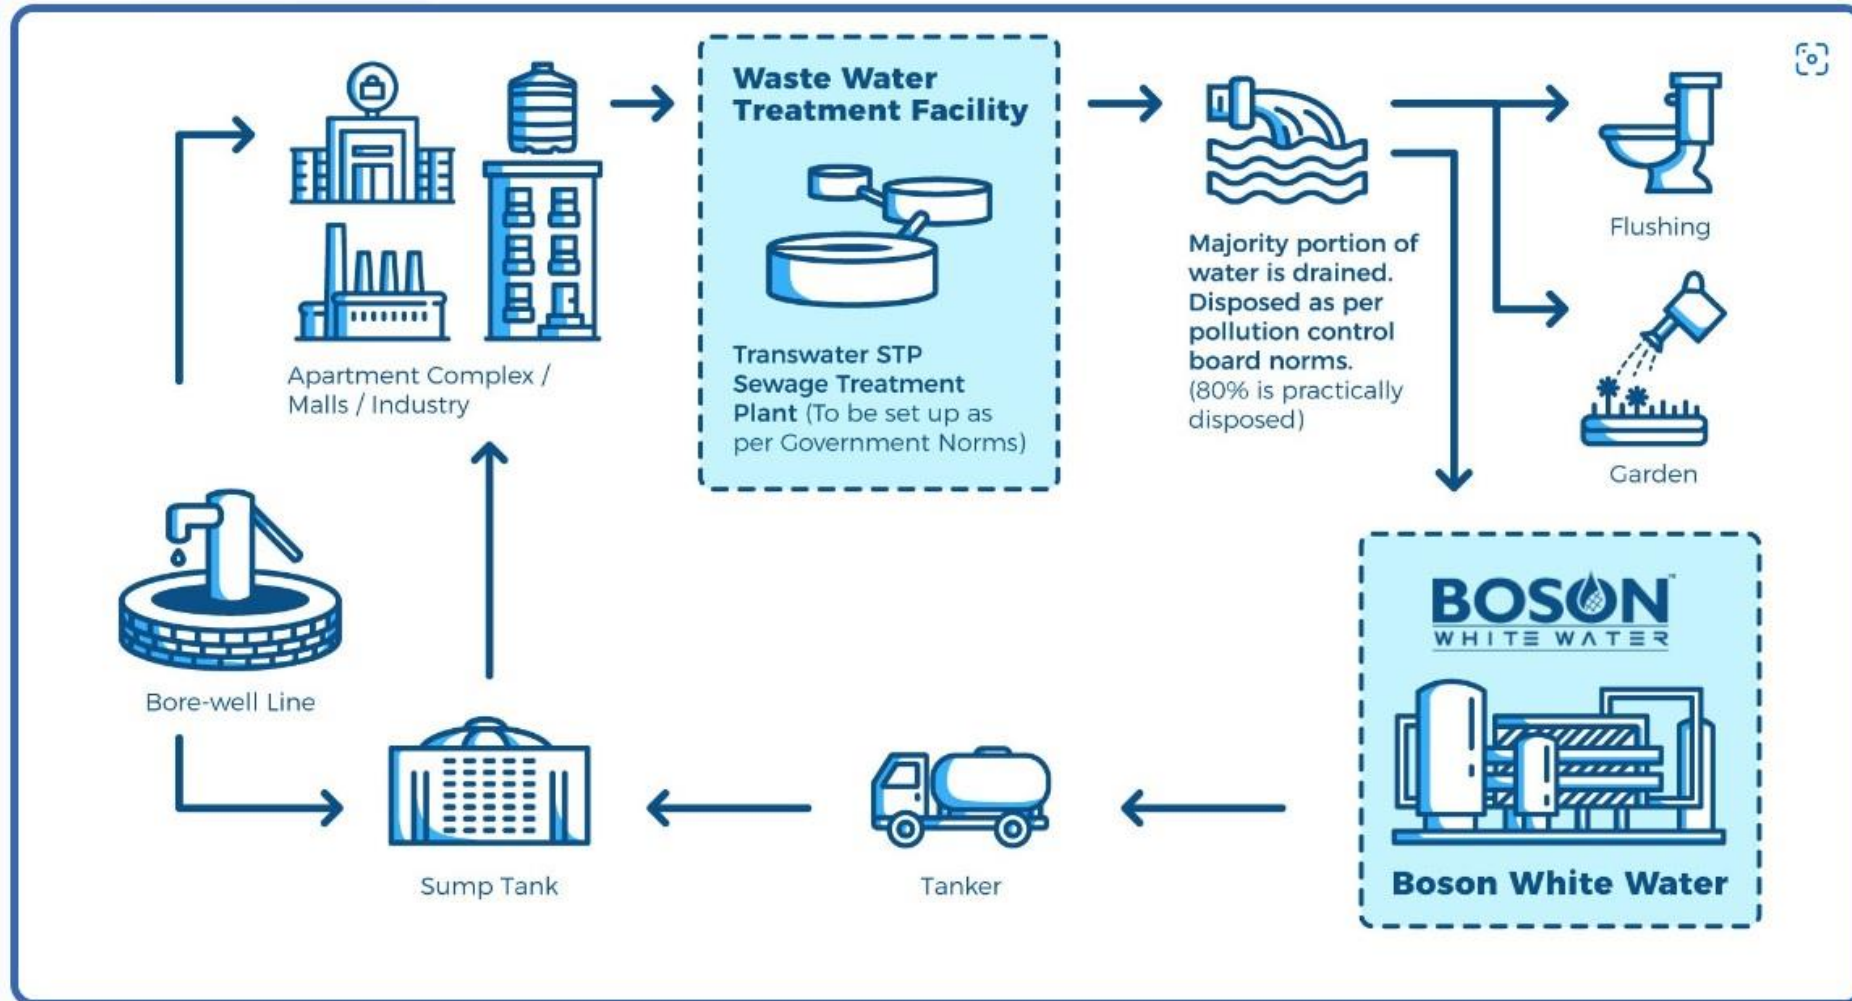 Waste Water
Treatment Facility
Transwater STP
Sewage Treatment
Plant (To be set up as
per Government Norms)
Apartment Complex /
Malls / Industry
Majority portion of
water is drained.
Disposed as per
pollution control
board norms.
(80% is practically
disposed)
Flushing
Garden
Bore-well Line
BOSON™
WHITE WATER
Boson White Water
Sump Tank
Tanker